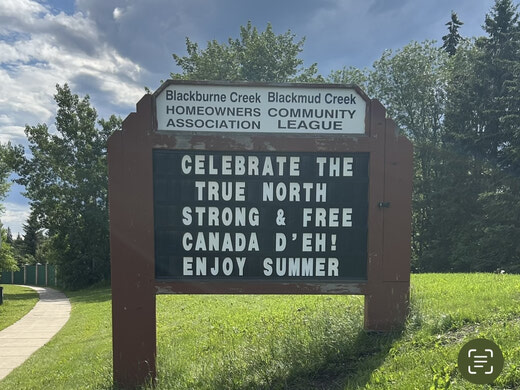 Blackburne Creek Blackmud Creek
HOMEOWNERS COMMUNITY
ASSOCIATION LEAGUE
CELEBRATE THE
TRUE NORTH
STRONG & FREE
CANADA D'EH!
ENJOY SUMMER